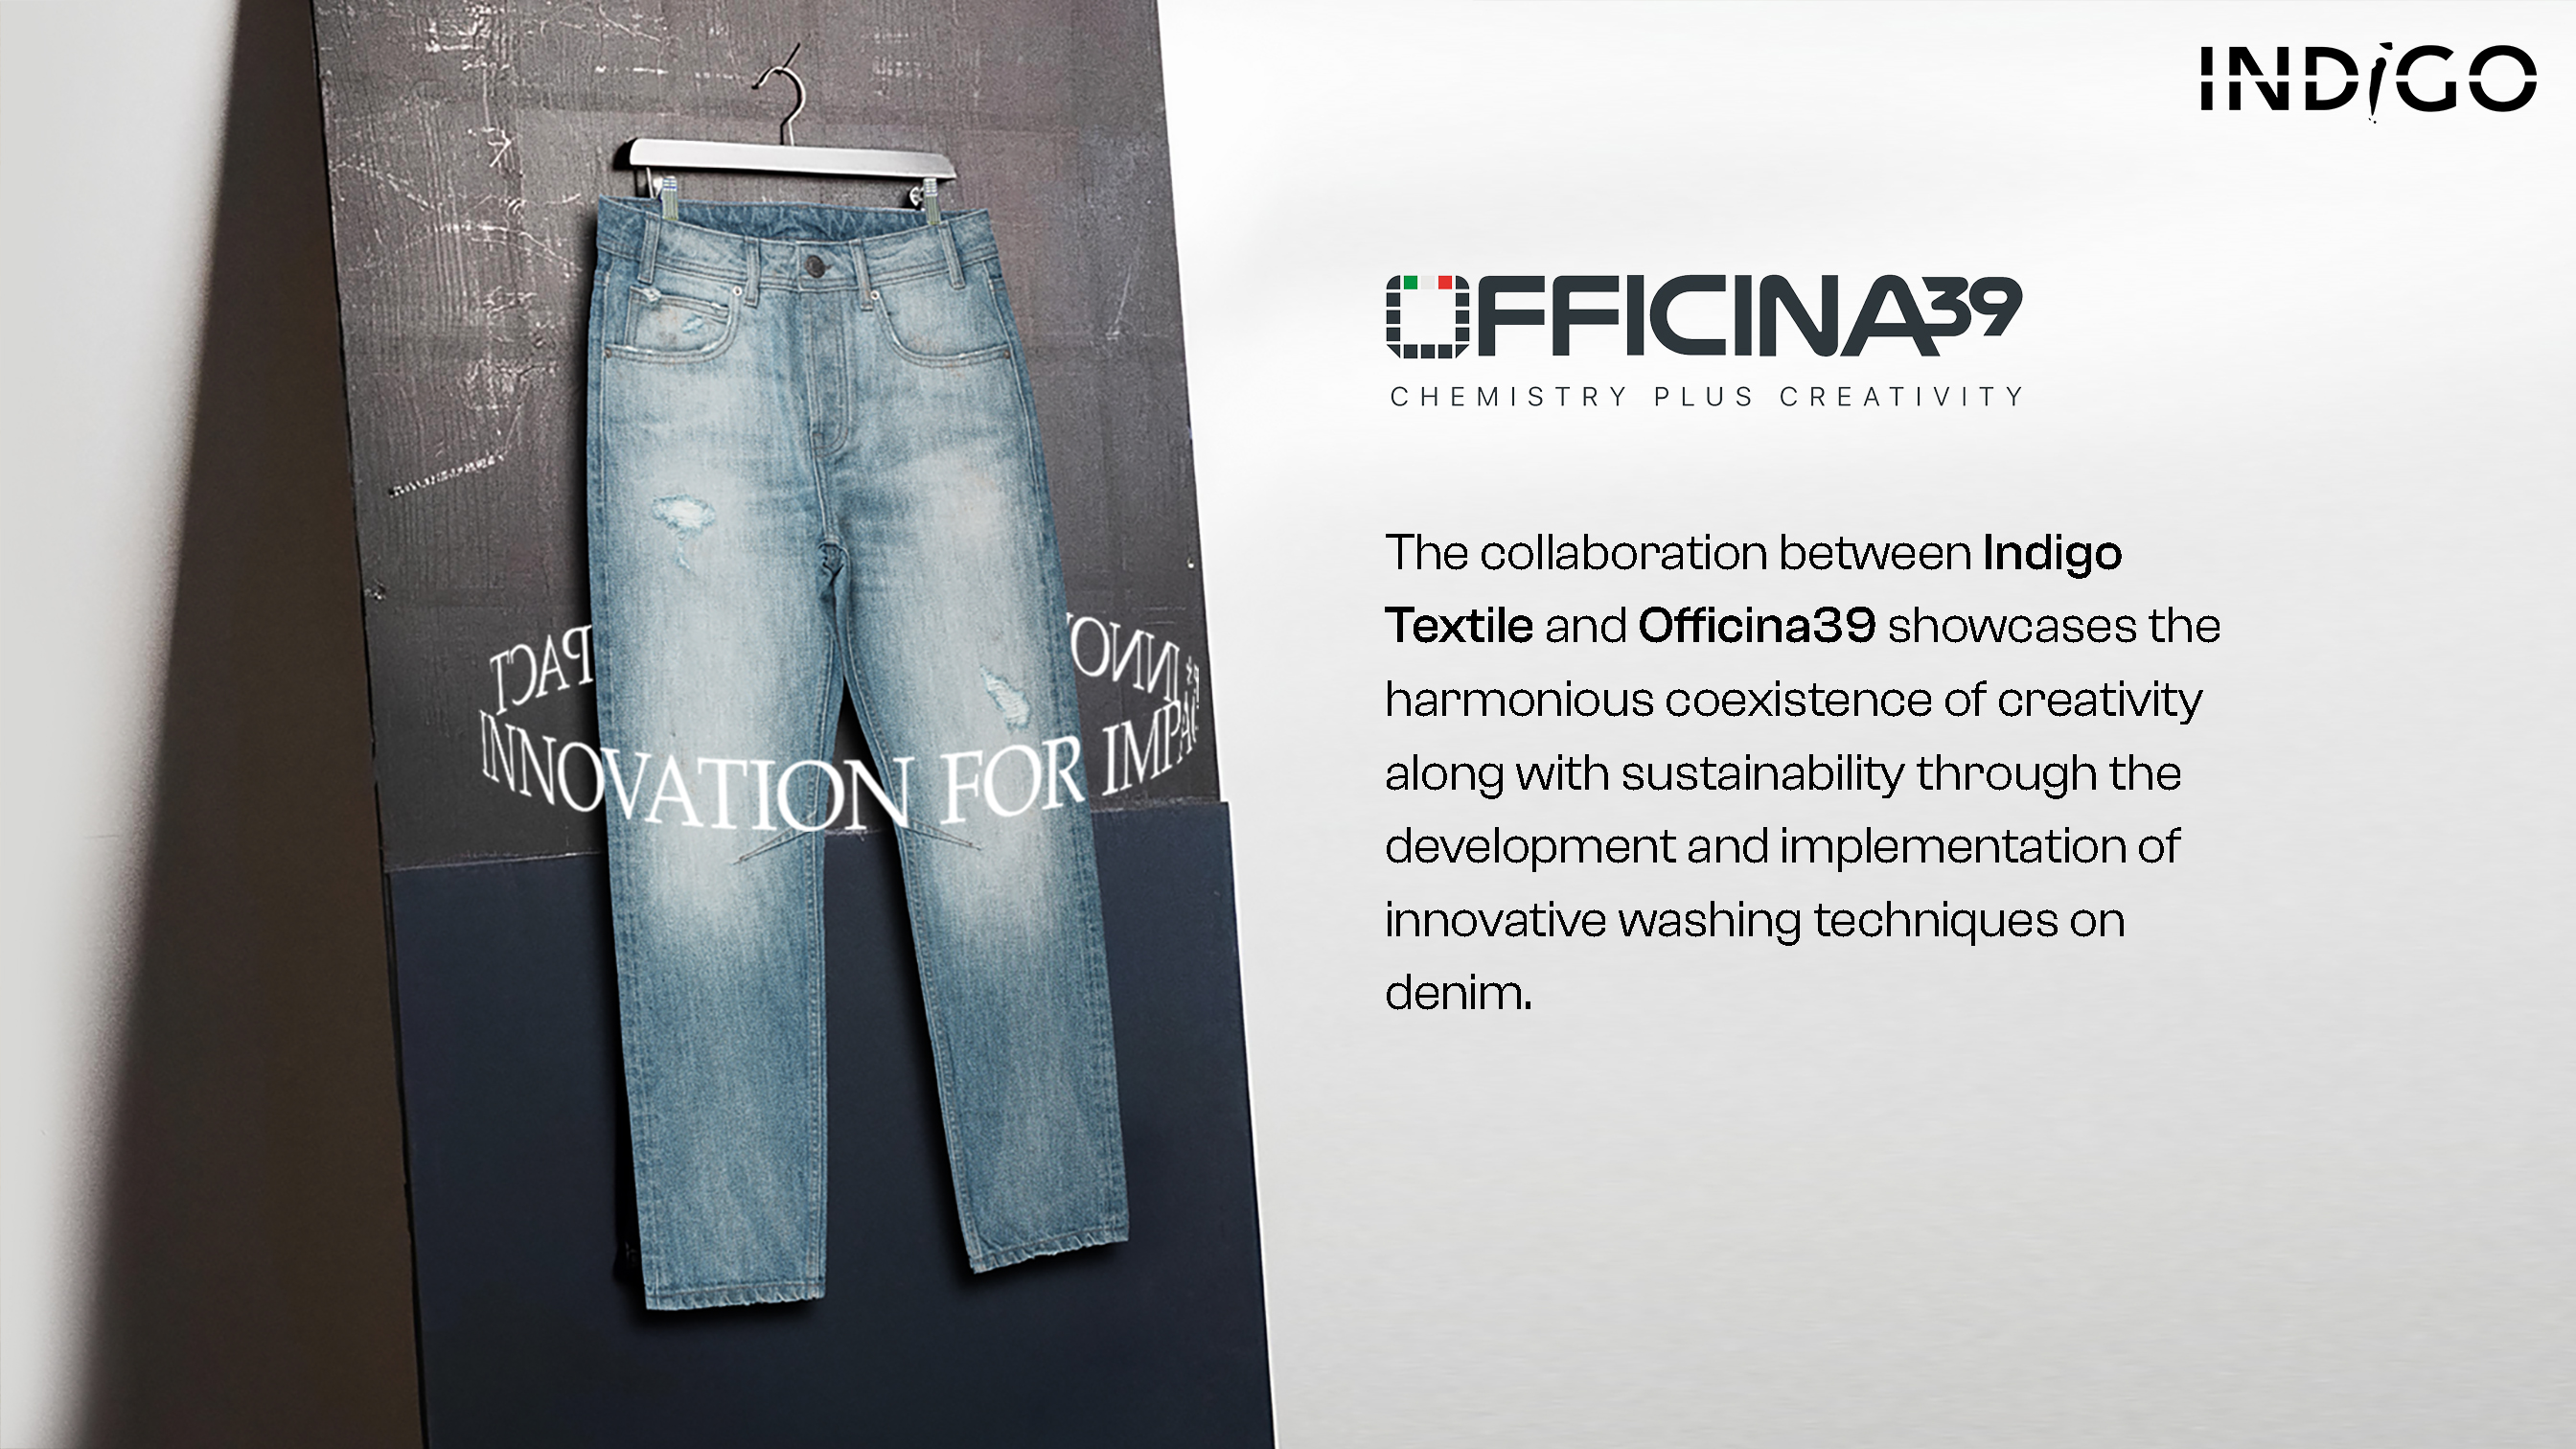 INDiGO
OFFICINA39
CHEMISTRY PLUS CREATIVITY
The collaboration between Indigo
Textile and Officina39 showcases the
harmonious coexistence of creativity
along with sustainability through the
development and implementation of
innovative washing techniques on
denim.
INNOVATION FOR IMPACT